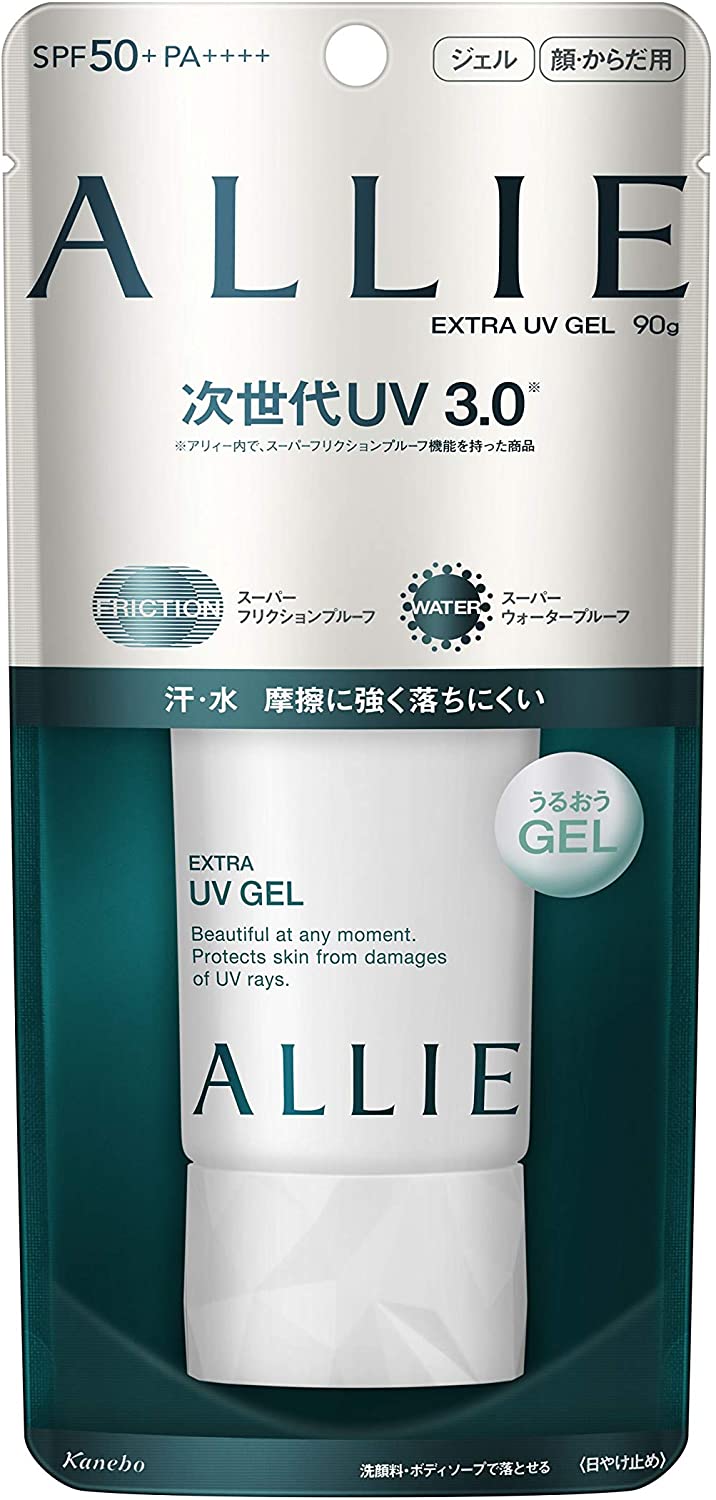 SPF50+PA++++
ジェル
顔・からだ用
ALLIE
EXTRA UV GEL 90g
次世代UV 3.0※
※アリィー内で、スーパーフリクションプルーフ機能を持った商品
FRICTION
スーパー
フリクションプルーフ
WATER
スーパー
ウォータープルーフ
汗・水 摩擦に強く落ちにくい
うるおう
GEL
EXTRA
UV GEL
Beautiful at any moment.
Protects skin from damages
of UV rays.
ALLIE
Kanebo
洗顔料・ボディソープで落とせる
〈日やけ止め〉